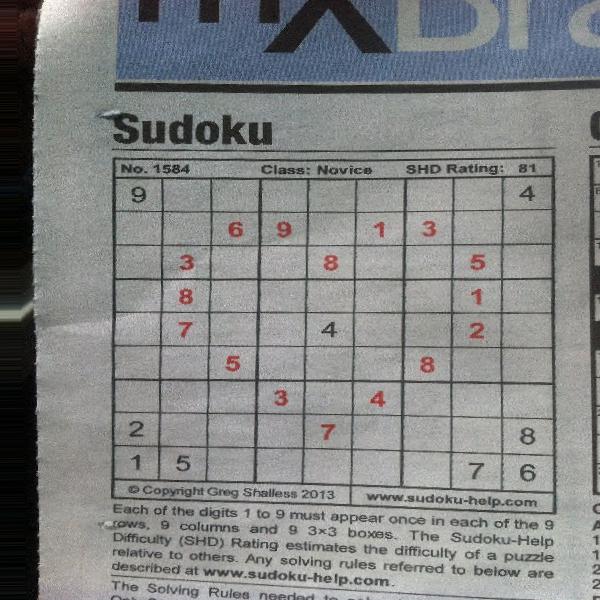 mx Bra
Sudoku
No. 1584 Class: Novice SHD Rating: 81
9 4
6 9 1 3
3 8 5
8 1
7 4 2
5 8
3 4
2 7 8
1 5 7 6
© Copyright Greg Shalless 2013 www.sudoku-help.com
Each of the digits 1 to 9 must appear once in each of the 9
rows, 9 columns and 9 3×3 boxes. The Sudoku-Help
Difficulty (SHD) Rating estimates the difficulty of a puzzle
relative to others. Any solving rules referred to below are
described at www.sudoku-help.com.
The Solving Rules needed to